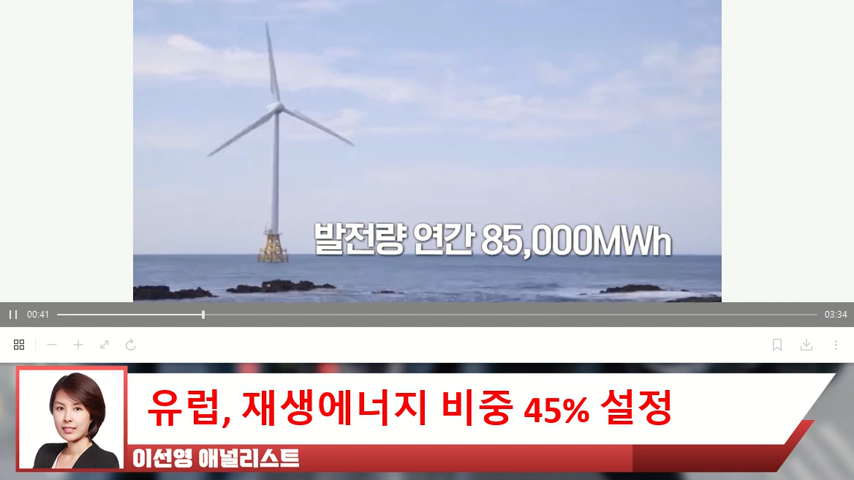 발전량 연간 85,000MWh
00:41
03:34
유럽, 재생에너지 비중 45% 설정
이선영 애널리스트